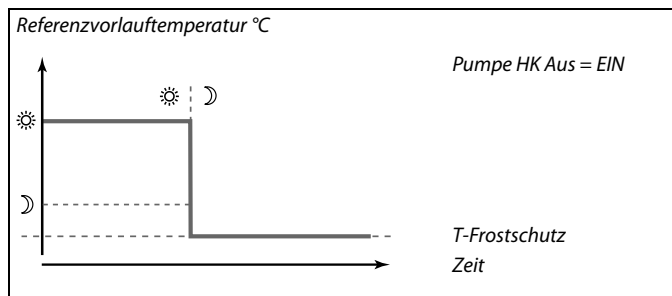 Referenzvorlauftemperatur °C
Pumpe HK Aus = EIN
T-Frostschutz
Zeit